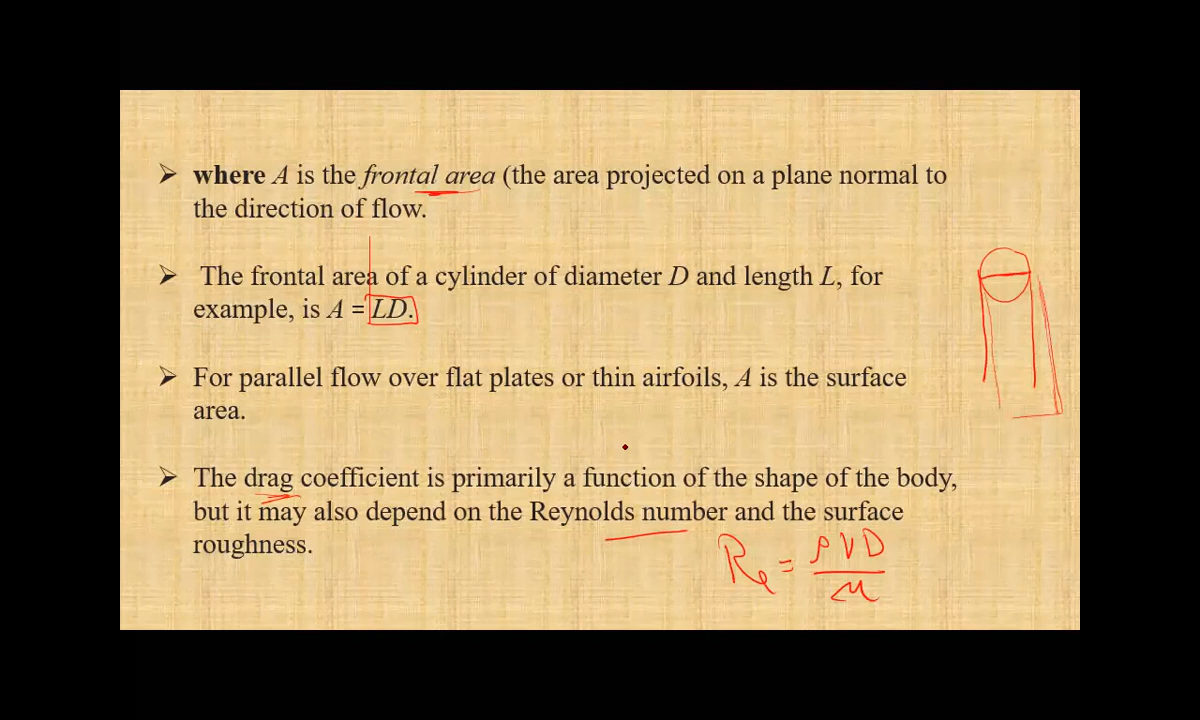 ➢ where A is the frontal area (the area projected on a plane normal to
the direction of flow.
➢ The frontal area of a cylinder of diameter D and length L, for
example, is A = LD.
➢ For parallel flow over flat plates or thin airfoils, A is the surface
area.
➢ The drag coefficient is primarily a function of the shape of the body,
but it may also depend on the Reynolds number and the surface
roughness.
Re = ρVD
μ